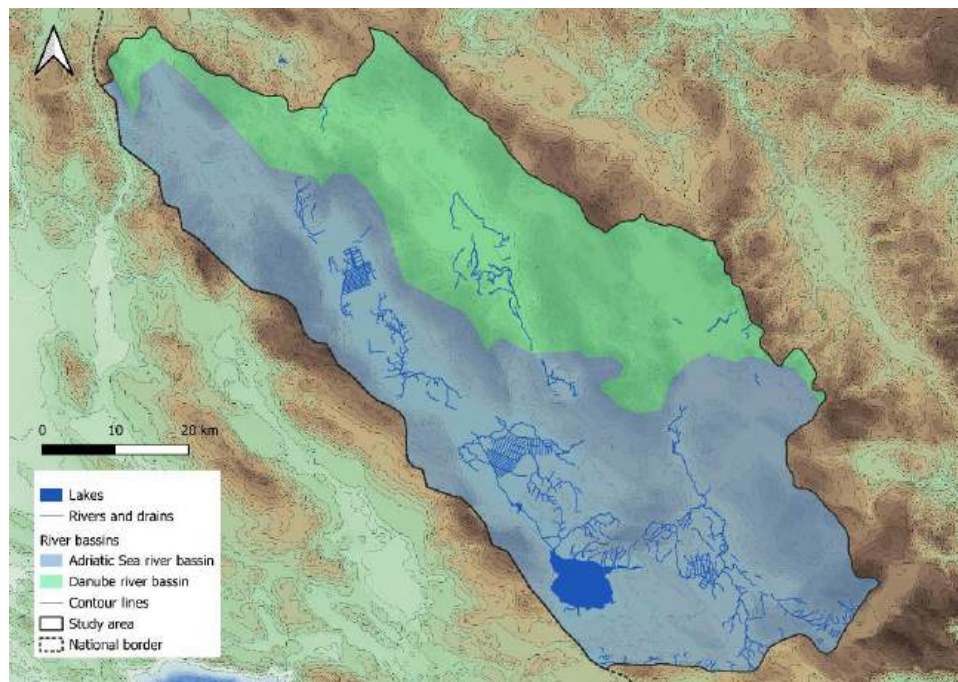 0 10 20 km
Lakes
Rivers and drains
River bassins
Adriatic Sea river bassin
Danube river bassin
Contour lines
Study area
National border